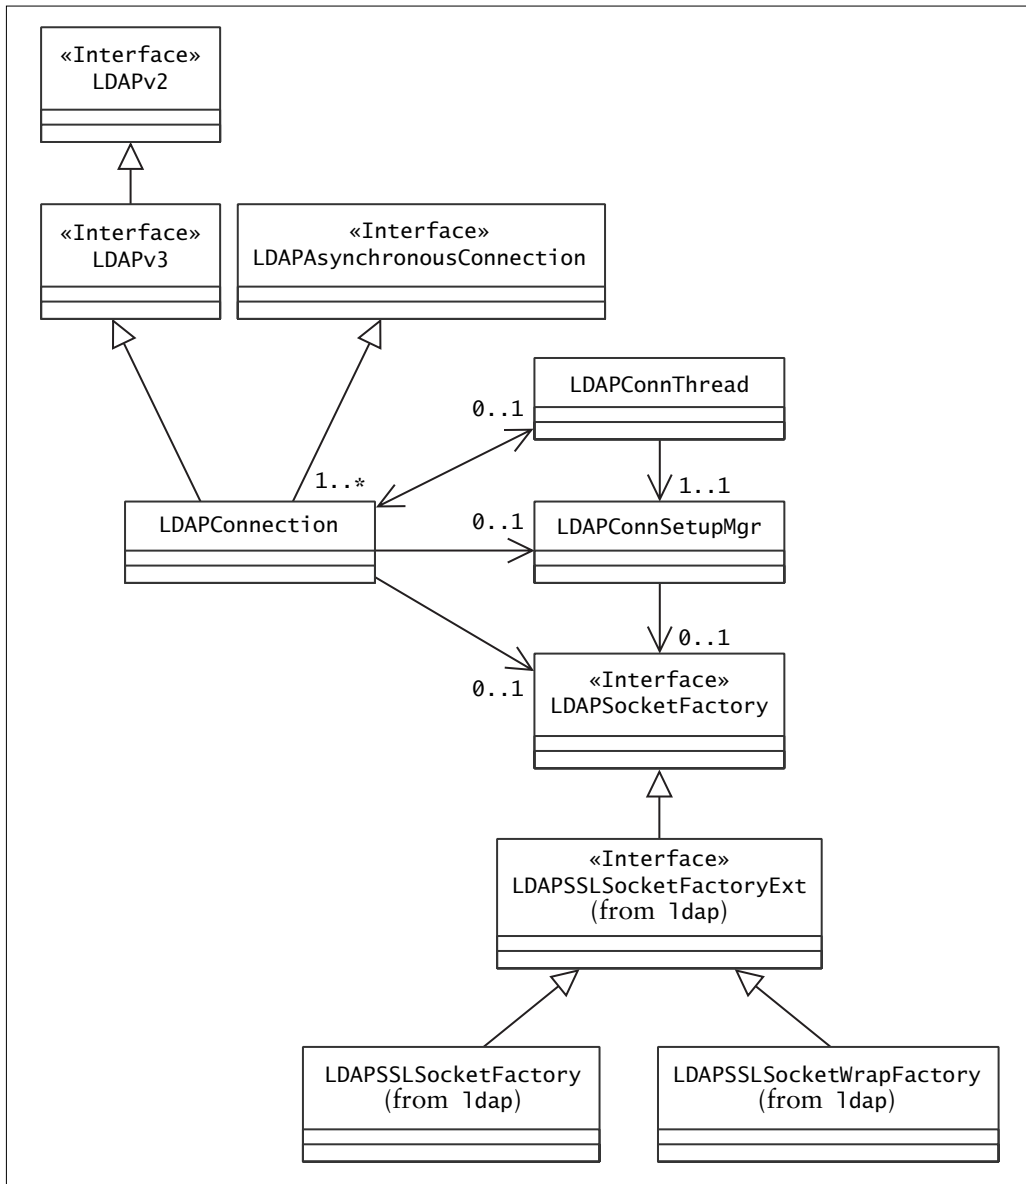 «Interface»
LDAPv2
«Interface»
LDAPv3
«Interface»
LDAPAsynchronousConnection
LDAPConnThread
0..1
1..*
1..1
LDAPConnection
0..1
LDAPConnSetupMgr
0..1
0..1
«Interface»
LDAPSocketFactory
«Interface»
LDAPSSLSocketFactoryExt
(from ldap)
LDAPSSLSocketFactory
(from ldap)
LDAPSSLSocketWrapFactory
(from ldap)